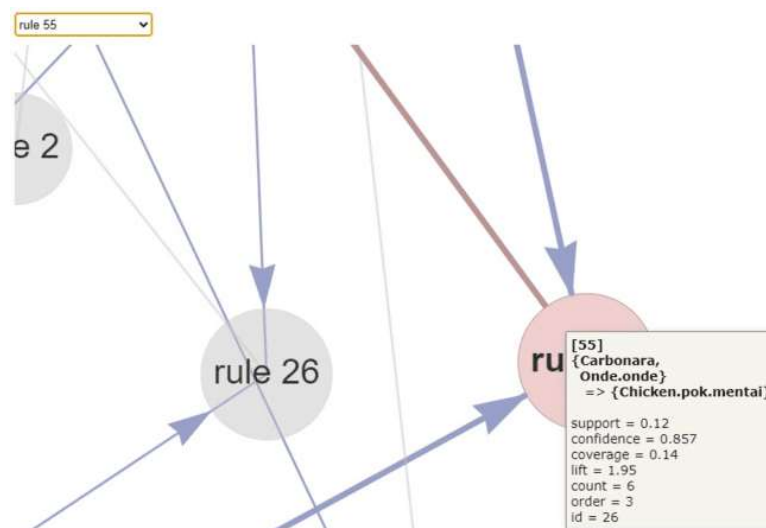 rule 55
e 2
rule 26
ru
[55]
{Carbonara,
Onde.onde}
=> {Chicken.pok.mentai}
support = 0.12
confidence = 0.857
coverage = 0.14
lift = 1.95
count = 6
order = 3
id = 26